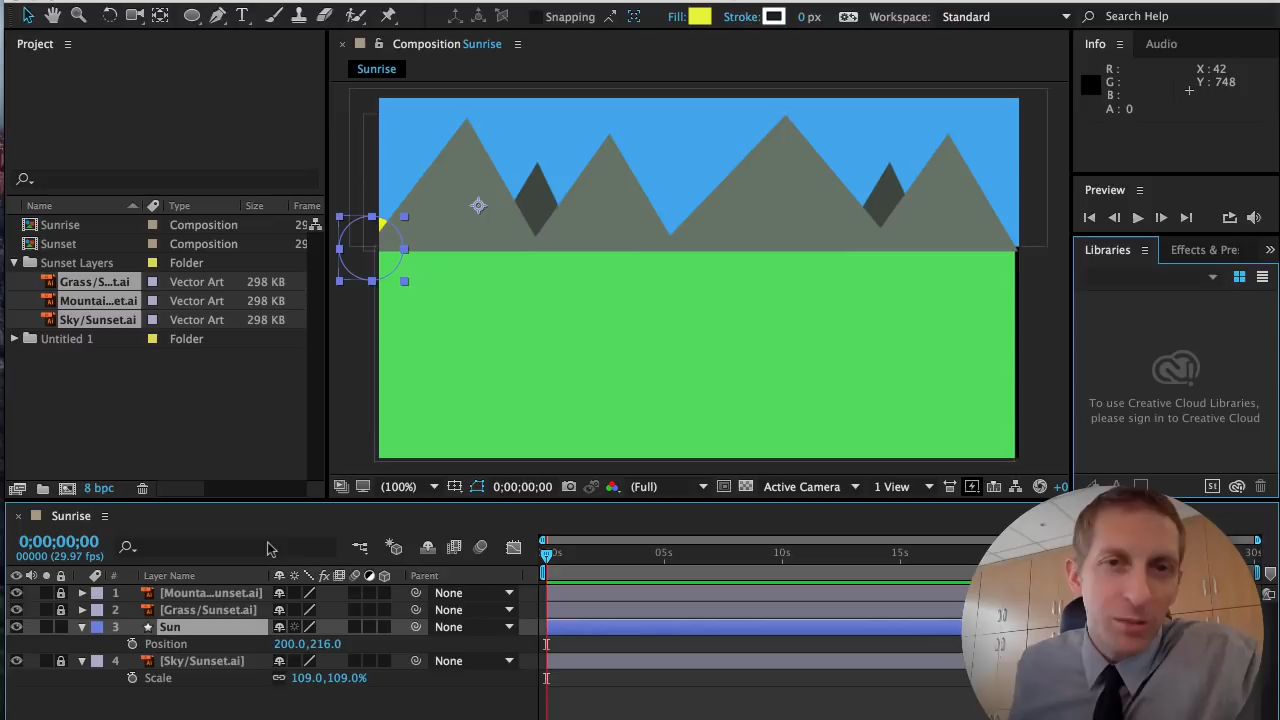 Snapping
Fill:
Stroke:
0 px
Workspace:
Standard
Search Help
Project
Composition Sunrise
Sunrise
Info
Audio
R :
G :
B :
A : 0
X : 42
Y : 748
Preview
Libraries
Effects & Pre:
Name
Type
Size
Frame
Sunrise
Composition
29
Sunset
Composition
29
Sunset Layers
Folder
Grass/S...t.ai
Vector Art
298 KB
Mountai...et.ai
Vector Art
298 KB
Sky/Sunset.ai
Vector Art
298 KB
Untitled 1
Folder
To use Creative Cloud Libraries,
please sign in to Creative Cloud
8 bpc
(100%)
0;00;00;00
(Full)
Active Camera
1 View
+0
St
Sunrise
0;00;00;00
00000 (29.97 fps)
0s
05s
10s
15s
30s
#
Layer Name
fx
Parent
1
[Mounta...unset.ai]
None
2
[Grass/Sunset.ai]
None
3
Sun
None
Position
200.0,216.0
4
[Sky/Sunset.ai]
None
Scale
109.0,109.0%